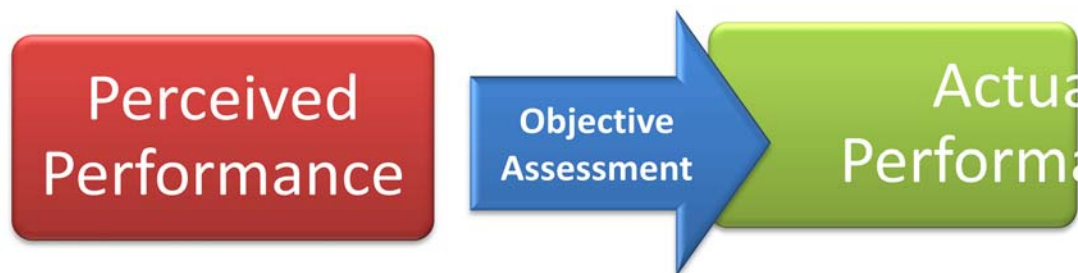 Perceived
Performance
Objective
Assessment
Actua
Performa